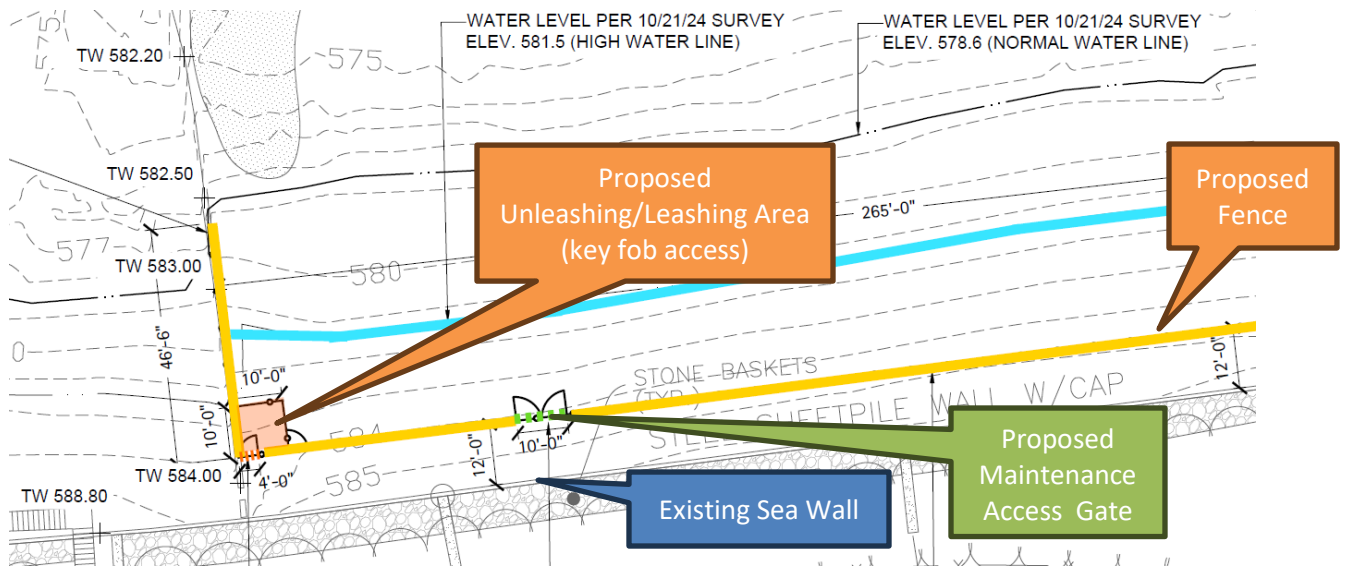 WATER LEVEL PER 10/21/24 SURVEY
ELEV. 581.5 (HIGH WATER LINE)
WATER LEVEL PER 10/21/24 SURVEY
ELEV. 578.6 (NORMAL WATER LINE)
575
TW 582.20
575
TW 582.50
Proposed
Unleashing/Leashing Area
(key fob access)
Proposed
Fence
265'-0"
577
TW 583.00
580
46'-6"
0
10'-0"
10'-0"
STONE BASKETS
(TYP.)
STEEL SHEETPILE WALL W/CAP
12'-0"
584
10'-0"
12'-0"
TW 584.00
4'-0"
585
TW 588.80
Existing Sea Wall
Proposed
Maintenance
Access Gate